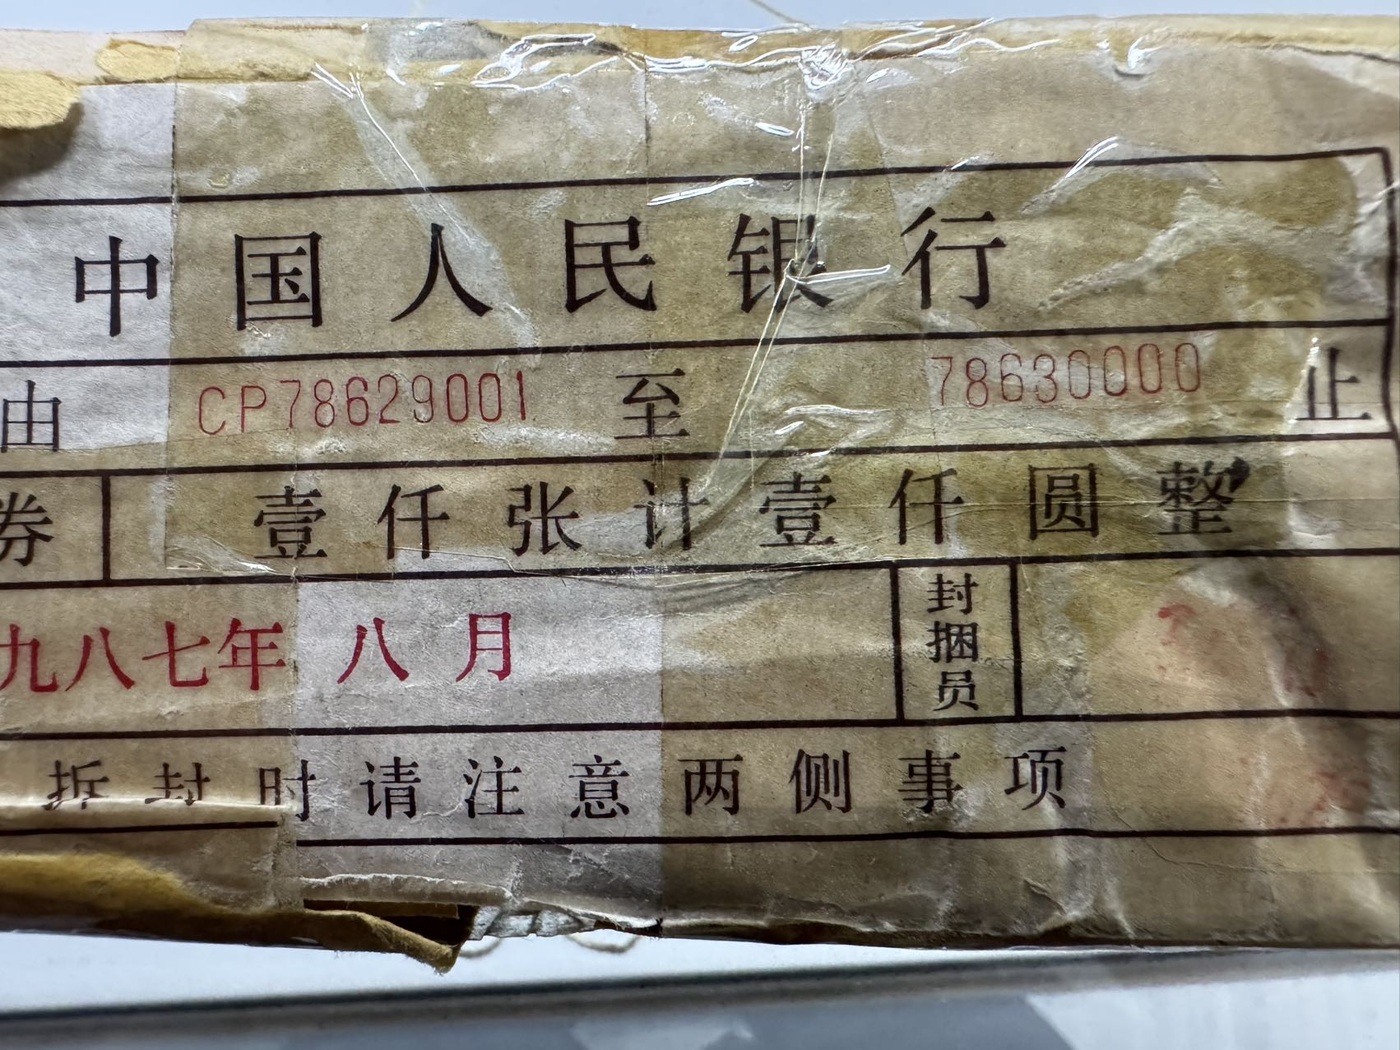 中国人民银行
由 CP78629001 至 78630000 止
券 壹仟张计壹仟圆整
九八七年 八月 封捆员
拆封时请注意两侧事项